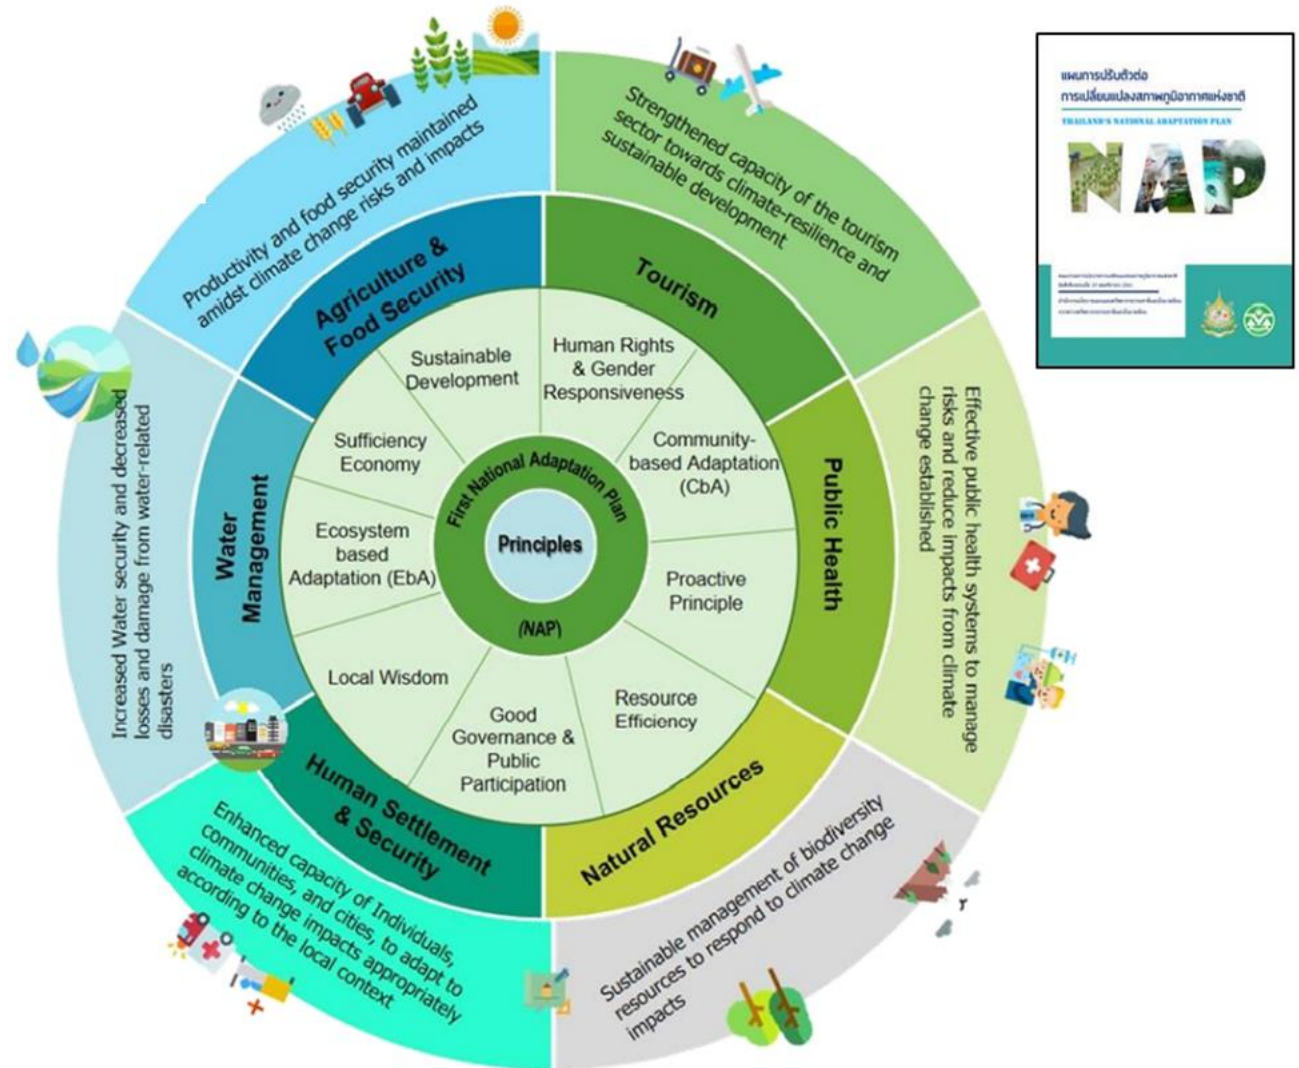 Productivity and food security maintained
amidst climate change risks and impacts
Strengthened capacity of the tourism
sector towards climate-resilience and
sustainable development
Effective public health systems to manage
risks and reduce impacts from climate
change established
Sustainable management of biodiversity
resources to respond to climate change
impacts
Enhanced capacity of Individuals,
communities, and cities, to adapt to
climate change impacts appropriately
according to the local context
Increased Water security and decreased
losses and damage from water-related
disasters
Agriculture &
Food Security
Tourism
Public Health
Natural Resources
Human Settlement
& Security
Water
Management
Sustainable
Development
Human Rights
& Gender
Responsiveness
Community-
based Adaptation
(CbA)
Proactive
Principle
Resource
Efficiency
Good
Governance &
Public
Participation
Local Wisdom
Ecosystem
based
Adaptation (EbA)
Sufficiency
Economy
First National Adaptation Plan
(NAP)
Principles
แผนการปรับตัวต่อ
การเปลี่ยนแปลงสภาพภูมิอากาศแห่งชาติ
THAILAND'S NATIONAL ADAPTATION PLAN
NAP